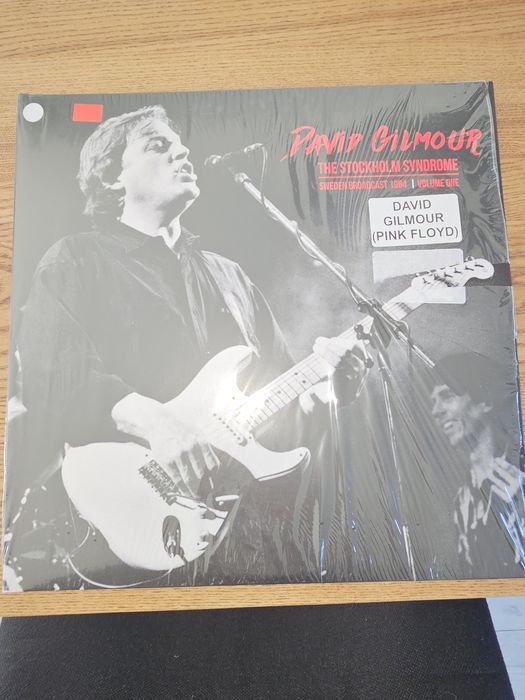 DAVID GILMOUR
THE STOCKHOLM SYNDROME
SWEDEN BROADCAST 1984 | VOLUME ONE
DAVID
GILMOUR
(PINK FLOYD)